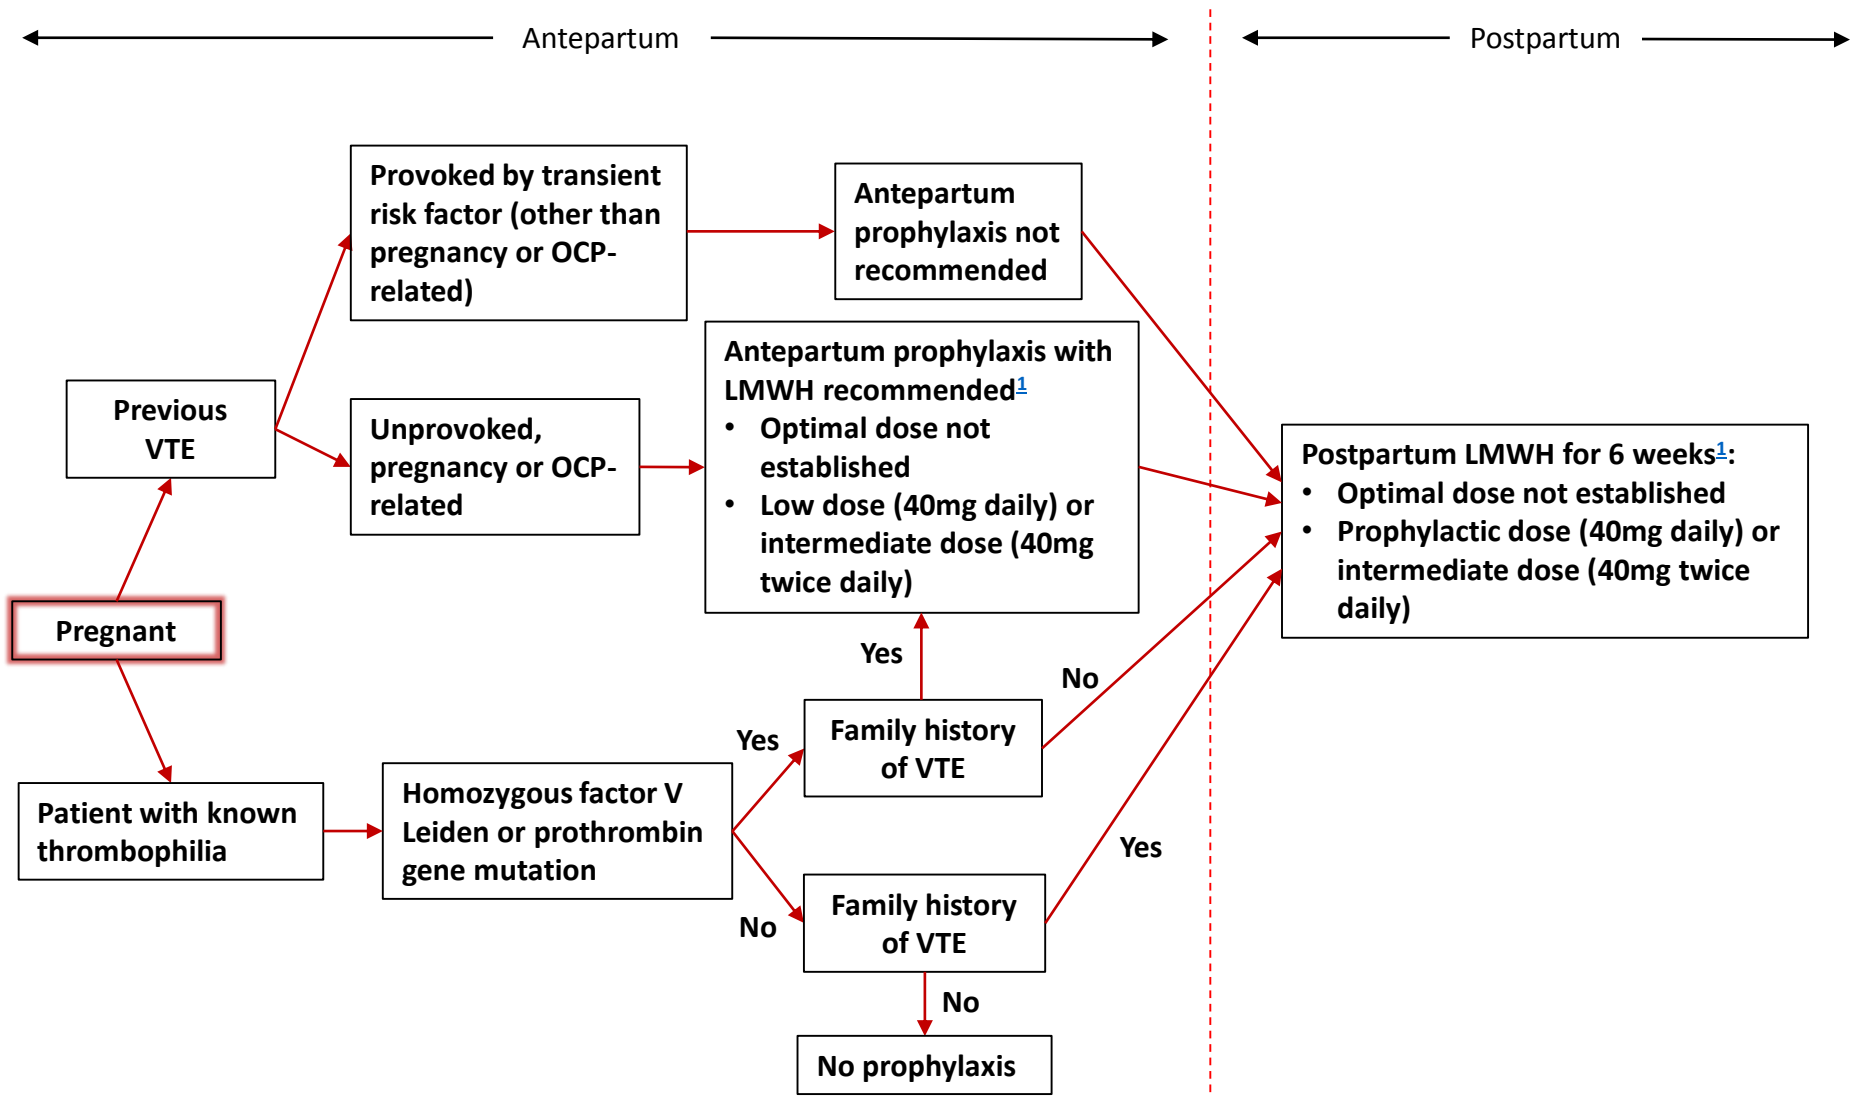 Antepartum
Postpartum
Provoked by transient
risk factor (other than
pregnancy or OCP-
related)
Antepartum
prophylaxis not
recommended
Previous
VTE
Unprovoked,
pregnancy or OCP-
related
Antepartum prophylaxis with
LMWH recommended1
• Optimal dose not
established
• Low dose (40mg daily) or
intermediate dose (40mg
twice daily)
Postpartum LMWH for 6 weeks1:
• Optimal dose not established
• Prophylactic dose (40mg daily) or
intermediate dose (40mg twice
daily)
Pregnant
Yes
No
Patient with known
thrombophilia
Homozygous factor V
Leiden or prothrombin
gene mutation
Yes
Family history
of VTE
No
Family history
of VTE
Yes
No
No prophylaxis